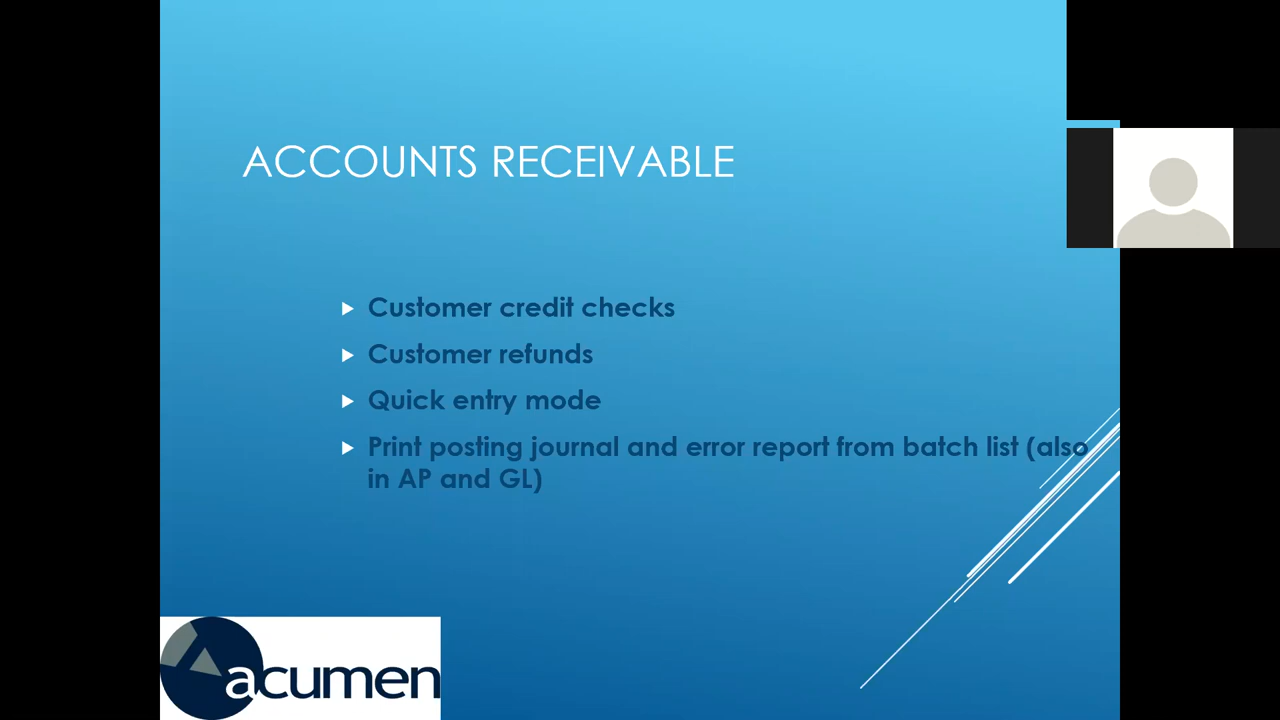 ACCOUNTS RECEIVABLE
Customer credit checks
Customer refunds
Quick entry mode
Print posting journal and error report from batch list (also
in AP and GL)
acumen